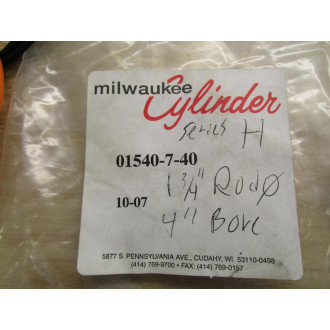 milwaukee
Cylinder
series H
01540-7-40
1 3/4" Rod ø
10-07
4" Bore
5877 S. PENNSYLVANIA AVE., CUDAHY, WI 53110-0498
(414) 769-9700 • FAX: (414) 769-0157